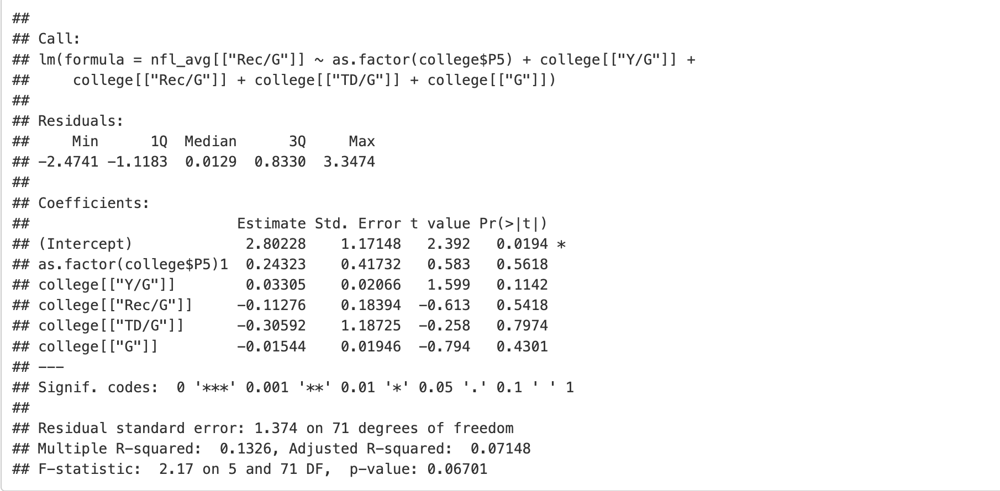 ##
## Call:
## lm(formula = nfl_avg[["Rec/G"]] ~ as.factor(college$P5) + college[["Y/G"]] +
##     college[["Rec/G"]] + college[["TD/G"]] + college[["G"]])
##
## Residuals:
##     Min      1Q  Median      3Q     Max
## -2.4741 -1.1183  0.0129  0.8330  3.3474
##
## Coefficients:
##                        Estimate Std. Error t value Pr(>|t|)
## (Intercept)             2.80228    1.17148   2.392   0.0194 *
## as.factor(college$P5)1  0.24323    0.41732   0.583   0.5618
## college[["Y/G"]]        0.03305    0.02066   1.599   0.1142
## college[["Rec/G"]]     -0.11276    0.18394  -0.613   0.5418
## college[["TD/G"]]      -0.30592    1.18725  -0.258   0.7974
## college[["G"]]         -0.01544    0.01946  -0.794   0.4301
## ---
## Signif. codes:  0 '***' 0.001 '**' 0.01 '*' 0.05 '.' 0.1 ' ' 1
##
## Residual standard error: 1.374 on 71 degrees of freedom
## Multiple R-squared:  0.1326, Adjusted R-squared:  0.07148
## F-statistic:  2.17 on 5 and 71 DF,  p-value: 0.06701